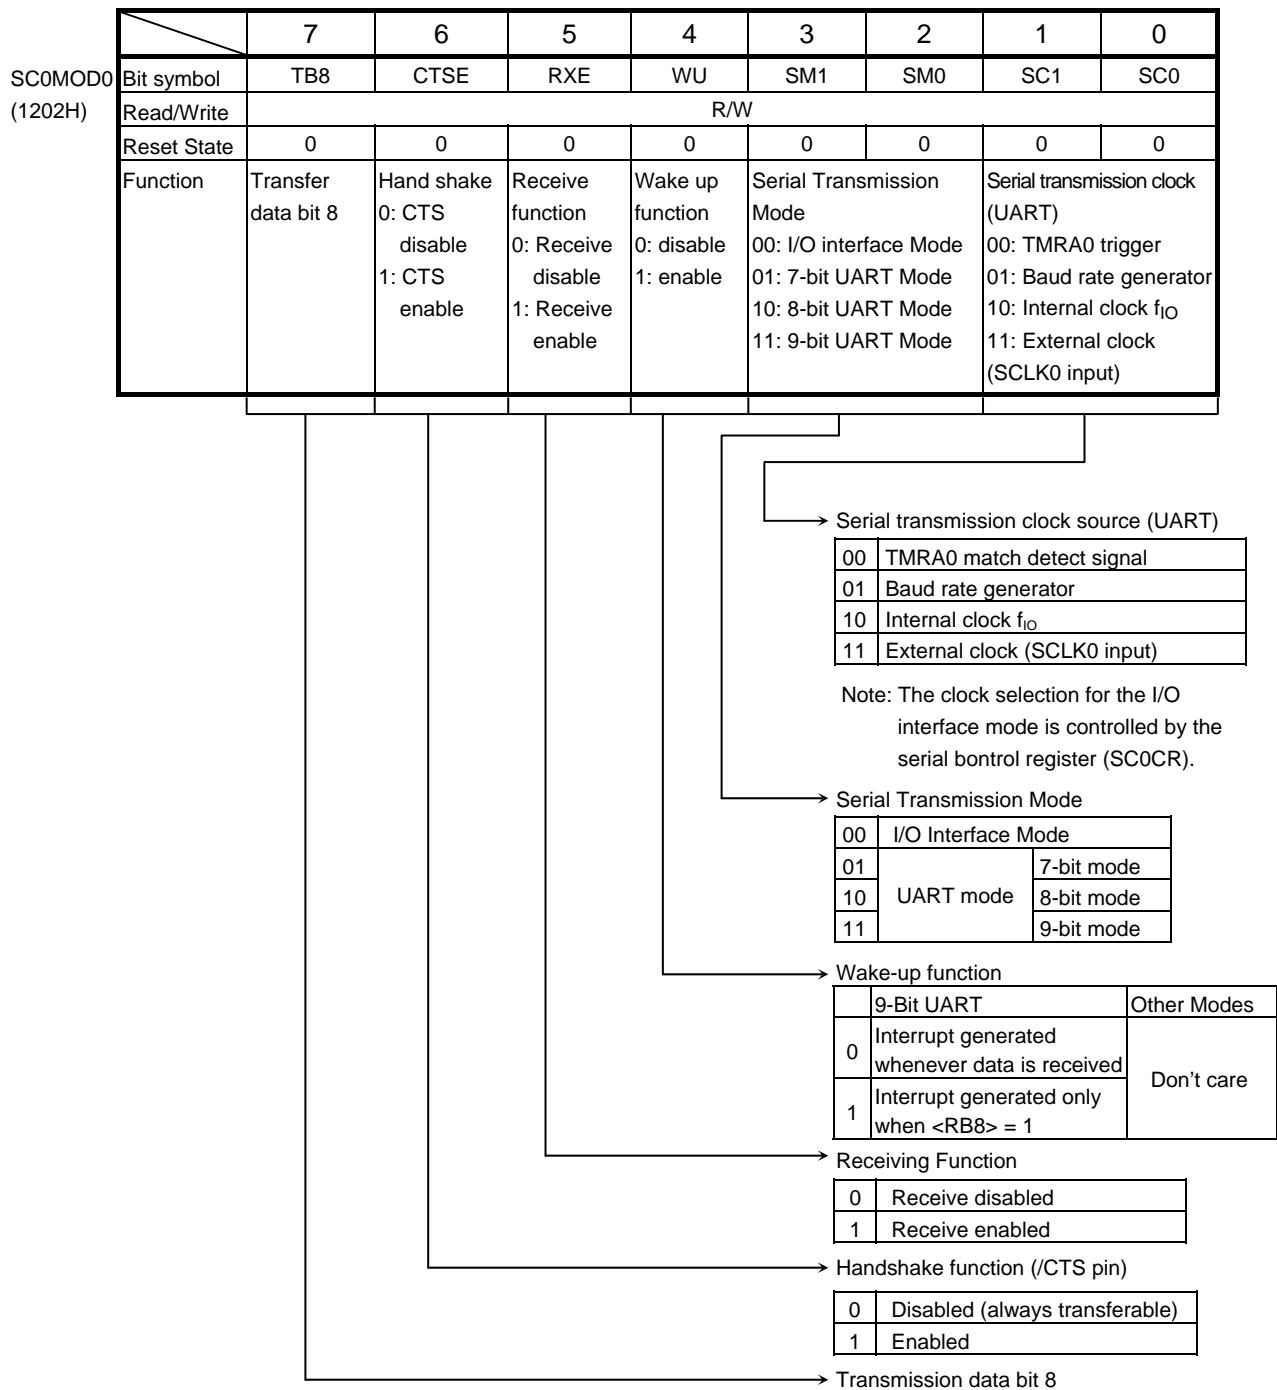 7 6 5 4 3 2 1 0
SC0MOD0 Bit symbol TB8 CTSE RXE WU SM1 SM0 SC1 SC0
(1202H) Read/Write R/W
Reset State 0 0 0 0 0 0 0 0
Function Transfer Hand shake Receive Wake up Serial Transmission Serial transmission clock
data bit 8 0: CTS function function Mode (UART)
disable 0: Receive 0: disable 00: I/O interface Mode 00: TMRA0 trigger
1: CTS disable 1: enable 01: 7-bit UART Mode 01: Baud rate generator
enable 1: Receive 10: 8-bit UART Mode 10: Internal clock fIO
enable 11: 9-bit UART Mode 11: External clock
(SCLK0 input)
Serial transmission clock source (UART)
00 TMRA0 match detect signal
01 Baud rate generator
10 Internal clock fIO
11 External clock (SCLK0 input)
Note: The clock selection for the I/O
interface mode is controlled by the
serial bontrol register (SC0CR).
Serial Transmission Mode
00 I/O Interface Mode
01 7-bit mode
10 UART mode 8-bit mode
11 9-bit mode
Wake-up function
9-Bit UART Other Modes
0 Interrupt generated
whenever data is received
Don't care
1 Interrupt generated only
when <RB8> = 1
Receiving Function
0 Receive disabled
1 Receive enabled
Handshake function (/CTS pin)
0 Disabled (always transferable)
1 Enabled
Transmission data bit 8